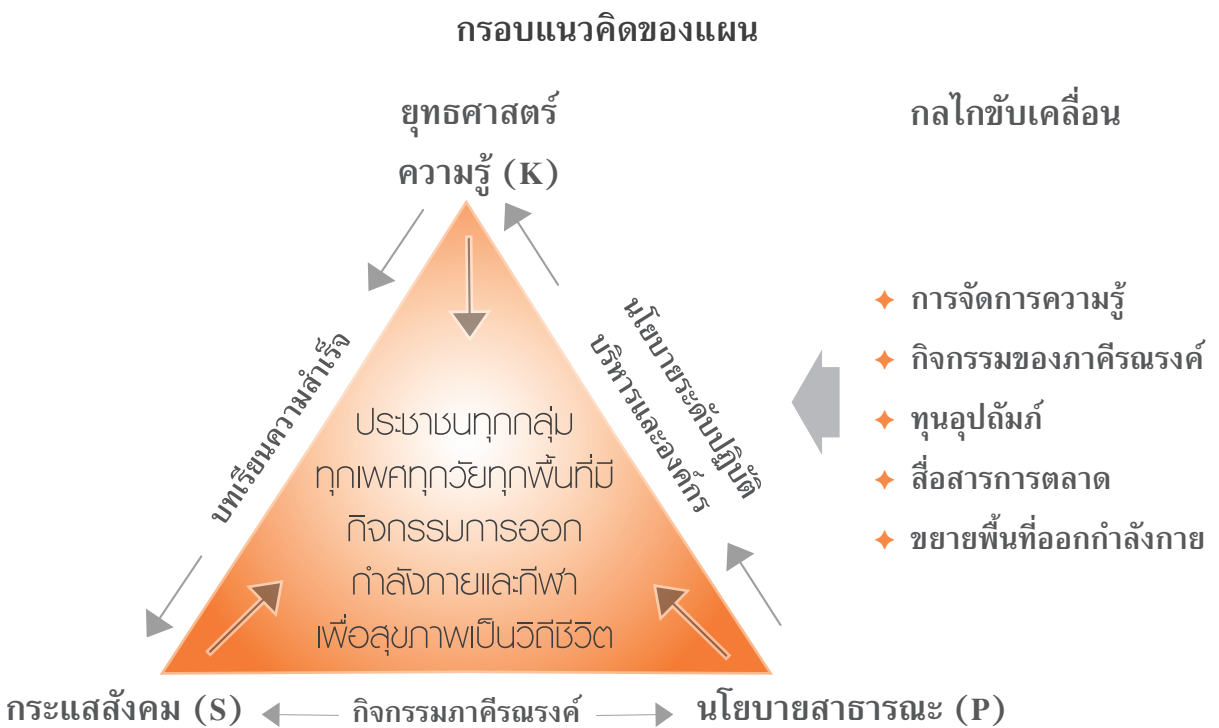 กรอบแนวคิดของแผน
ยุทธศาสตร์
ความรู้ (K)
กลไกขับเคลื่อน
บทเรียนความสำเร็จ
นโยบายระดับปฏิบัติ
บริหารและองค์กร
ประชาชนทุกกลุ่ม
ทุกเพศทุกวัยทุกพื้นที่มี
กิจกรรมการออก
กำลังกายและกีฬา
เพื่อสุขภาพเป็นวิถีชีวิต
การจัดการความรู้
กิจกรรมของภาคีรณรงค์
ทุนอุปถัมภ์
สื่อสารการตลาด
ขยายพื้นที่ออกกำลังกาย
กระแสสังคม (S)
กิจกรรมภาคีรณรงค์
นโยบายสาธารณะ (P)